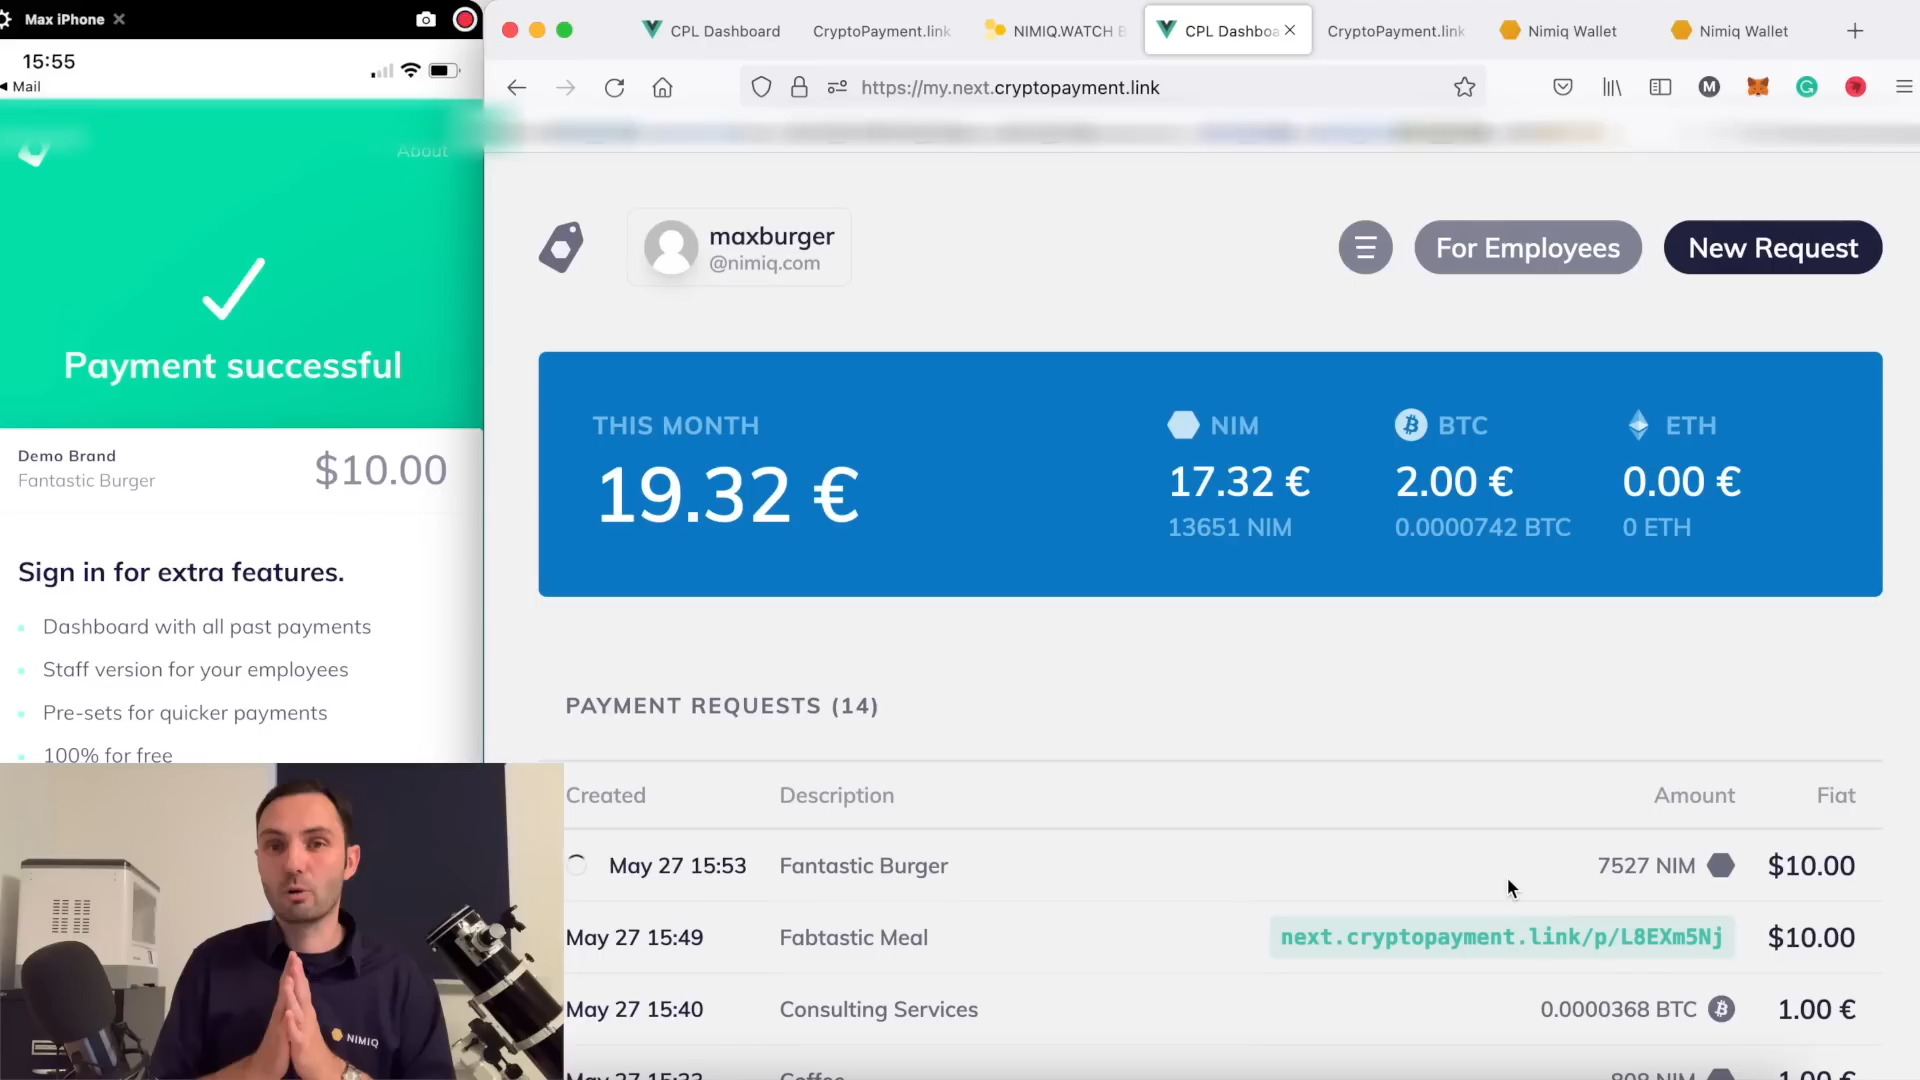 Max iPhone
15:55
Mail
About
Payment successful
Demo Brand
Fantastic Burger
$10.00
Sign in for extra features.
Dashboard with all past payments
Staff version for your employees
Pre-sets for quicker payments
100% for free
CPL Dashboard
CryptoPayment.link
NIMIQ.WATCH B
CPL Dashboa
CryptoPayment.link
Nimiq Wallet
Nimiq Wallet
https://my.next.cryptopayment.link
M
G
maxburger
@nimiq.com
For Employees
New Request
THIS MONTH
19.32 €
NIM
17.32 €
13651 NIM
BTC
2.00 €
0.0000742 BTC
ETH
0.00 €
0 ETH
PAYMENT REQUESTS (14)
Created Description Amount Fiat
May 27 15:53 Fantastic Burger 7527 NIM $10.00
May 27 15:49 Fabtastic Meal next.cryptopayment.link/p/L8EXm5Nj $10.00
May 27 15:40 Consulting Services 0.0000368 BTC 1.00 €
Coffee 1.00 €
NIMIQ